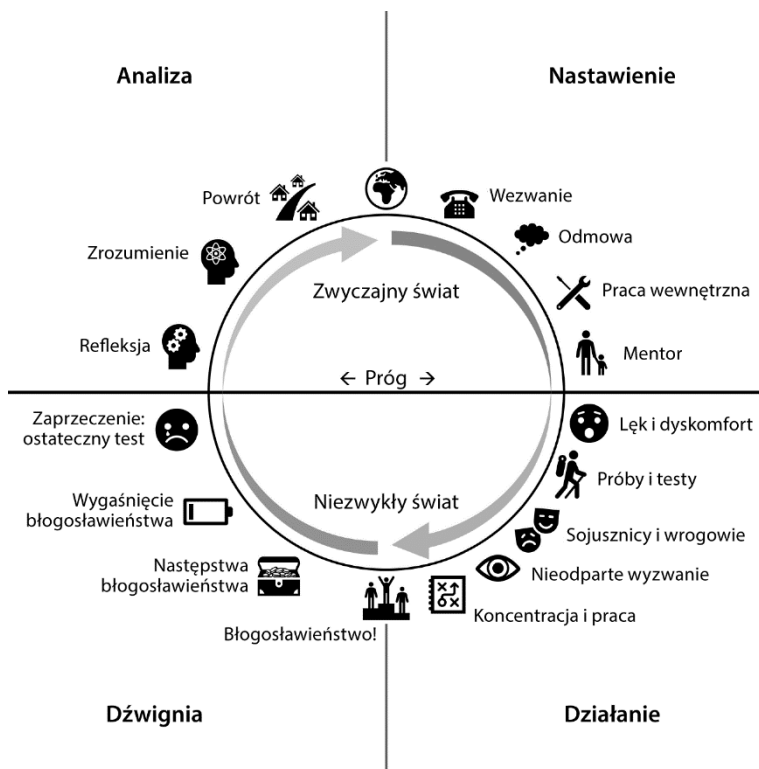 Analiza
Nastawienie
Powrót
Wezwanie
Odmowa
Zrozumienie
Zwyczajny świat
Praca wewnętrzna
Refleksja
Mentor
← Próg →
Zaprzeczenie:
ostateczny test
Lęk i dyskomfort
Próby i testy
Wygaśnięcie
błogosławieństwa
Niezwykły świat
Sojusznicy i wrogowie
Następstwa
błogosławieństwa
Nieodparte wyzwanie
Koncentracja i praca
Błogosławieństwo!
Dźwignia
Działanie